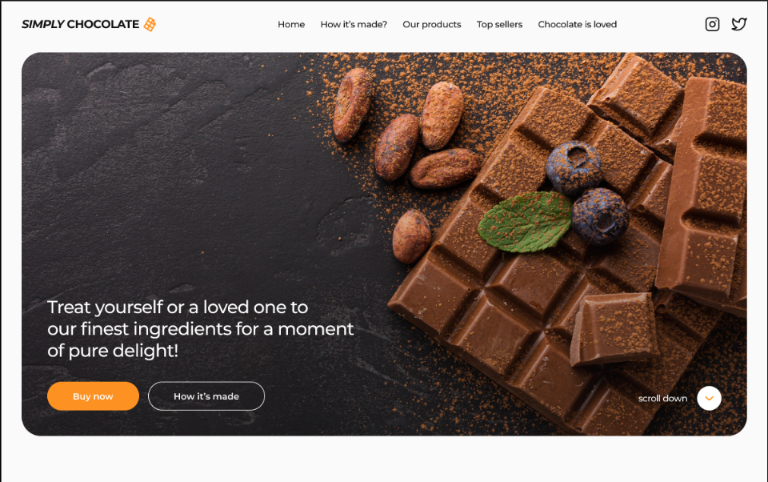 SIMPLY CHOCOLATE
Home How it's made? Our products Top sellers Chocolate is loved
Treat yourself or a loved one to
our finest ingredients for a moment
of pure delight!
Buy now How it's made
scroll down